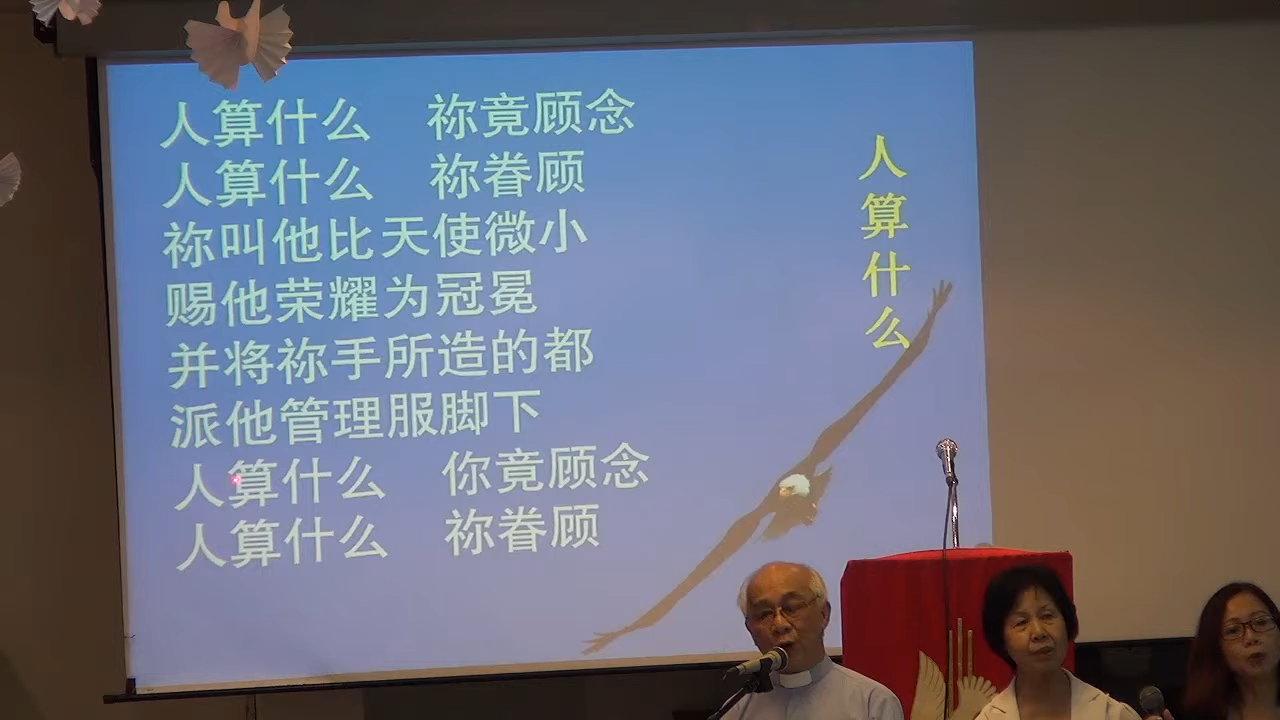 人算什么 祢竟顾念
人算什么 祢眷顾
祢叫他比天使微小
赐他荣耀为冠冕
并将祢手所造的都
派他管理服脚下
人算什么 你竟顾念
人算什么 祢眷顾
人算什么